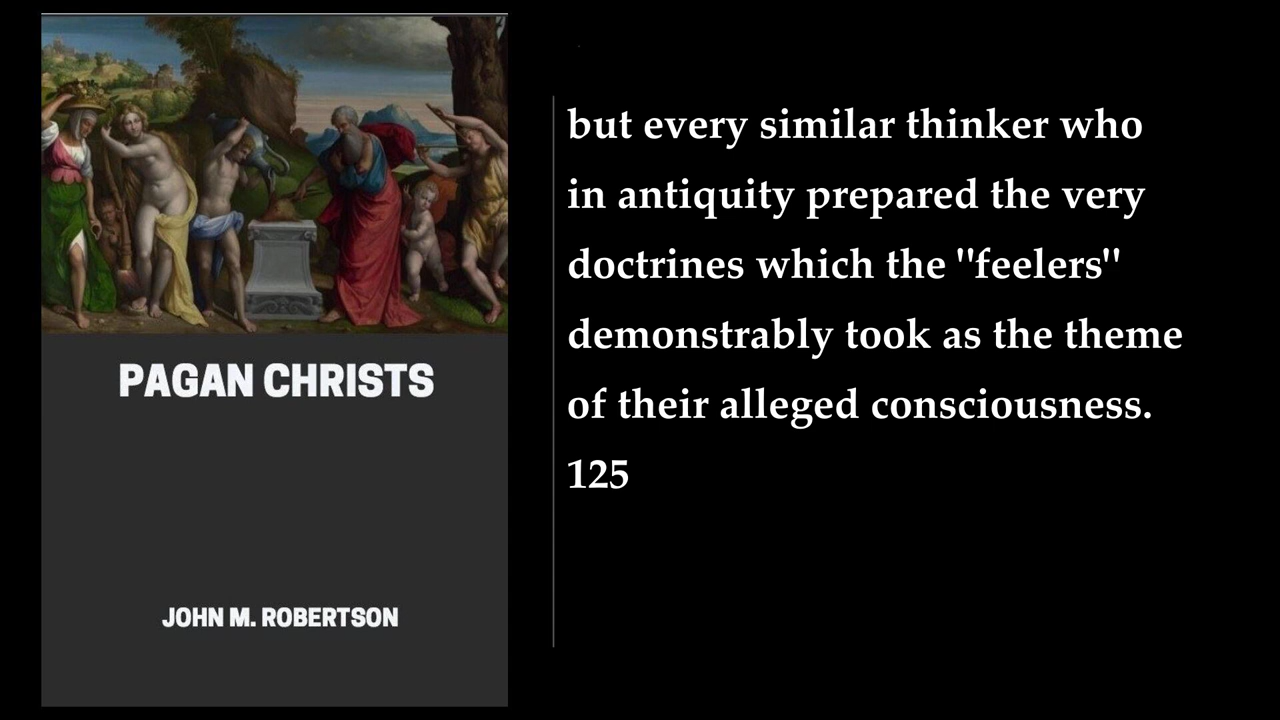 PAGAN CHRISTS
JOHN M. ROBERTSON
but every similar thinker who
in antiquity prepared the very
doctrines which the "feelers"
demonstrably took as the theme
of their alleged consciousness.
125